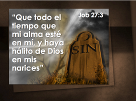 Job 27:3
"Que todo el
tiempo que
mi alma esté
en mí, y haya
hálito de Dios
en mis
narices"
SIN